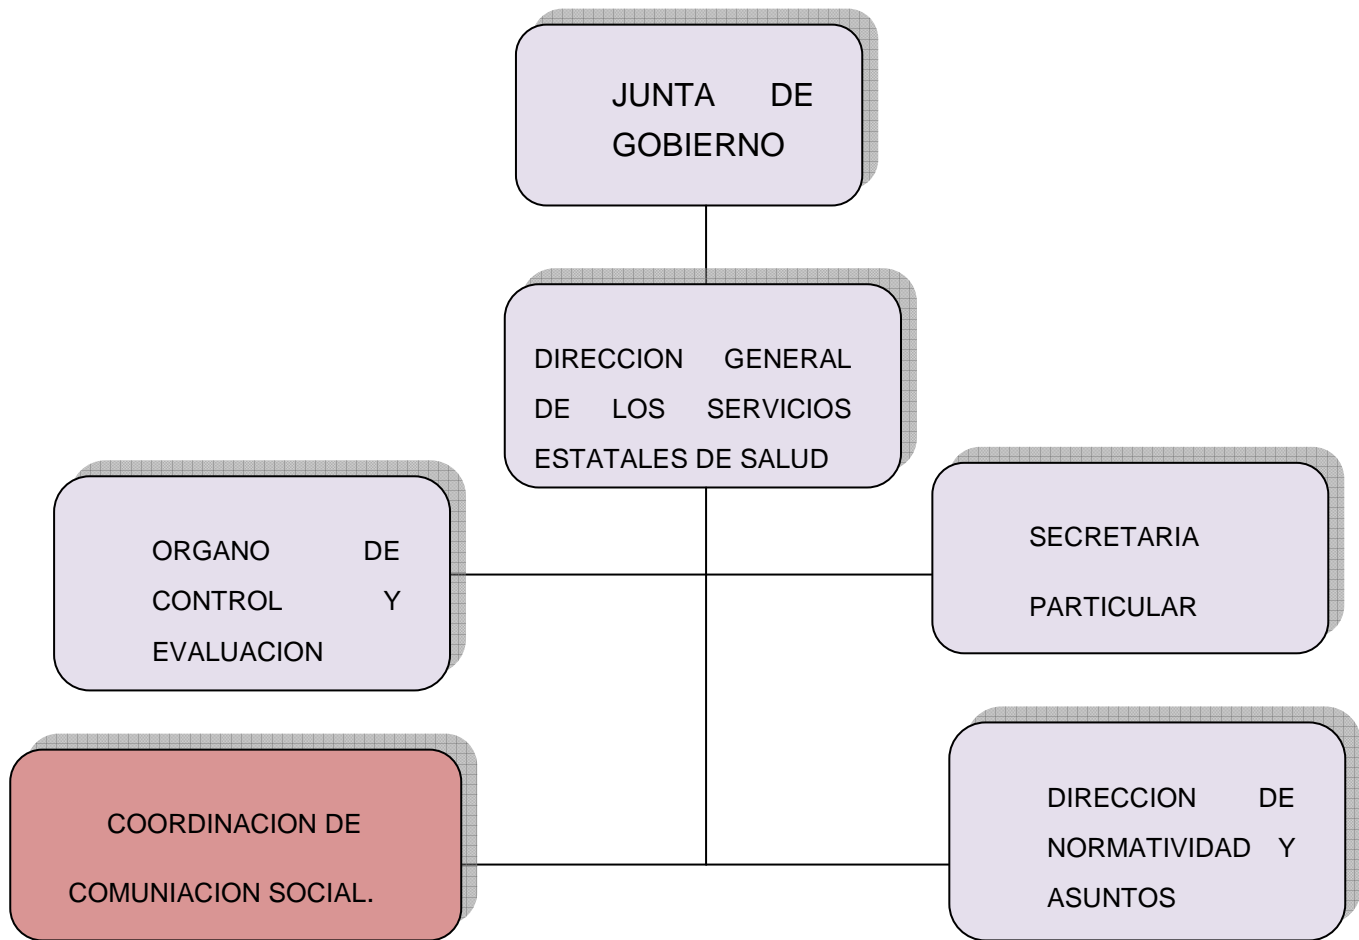 JUNTA DE
GOBIERNO
DIRECCION GENERAL
DE LOS SERVICIOS
ESTATALES DE SALUD
ORGANO DE
CONTROL Y
EVALUACION
SECRETARIA
PARTICULAR
COORDINACION DE
COMUNIACION SOCIAL.
DIRECCION DE
NORMATIVIDAD Y
ASUNTOS